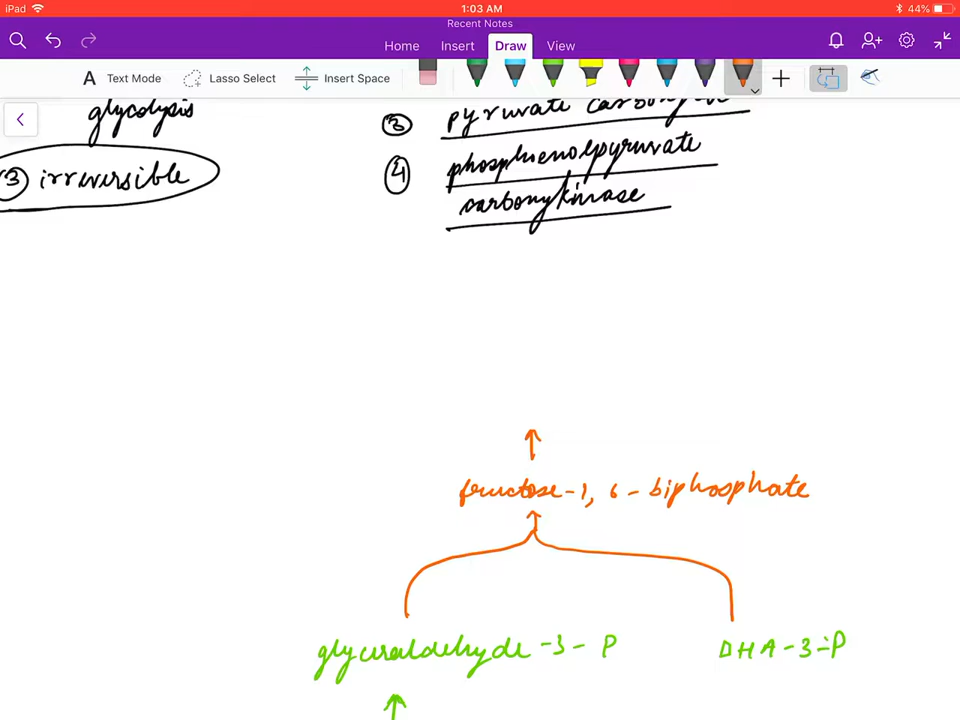 iPad 1:03 AM 44%
Recent Notes
Home Insert Draw View
A Text Mode Lasso Select Insert Space
glycolysis
3 irreversible
3 pyruvate
4 phosphoenolpyruvate
carboxykinase
fructose-1, 6-biphosphate
glyceraldehyde-3-P DHA-3-P